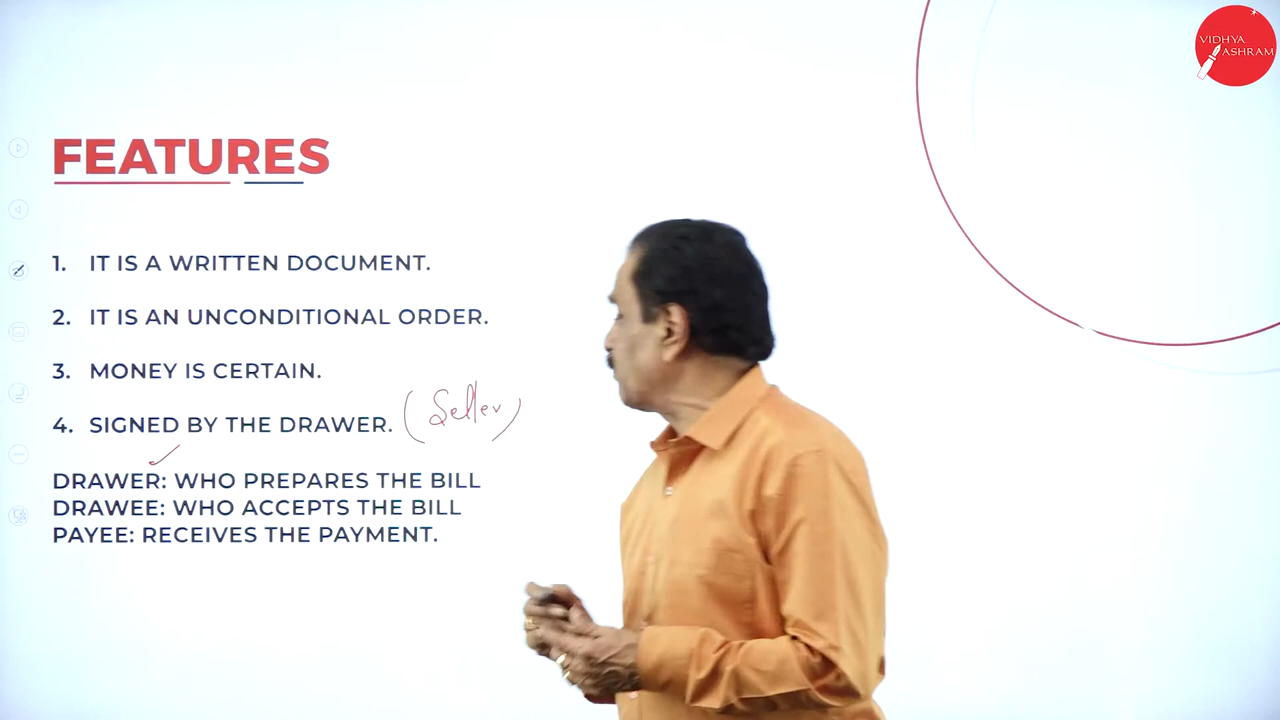 VIDHYA
ASHRAM
FEATURES
1. IT IS A WRITTEN DOCUMENT.
2. IT IS AN UNCONDITIONAL ORDER.
3. MONEY IS CERTAIN.
4. SIGNED BY THE DRAWER. (Seller)
DRAWER: WHO PREPARES THE BILL
DRAWEE: WHO ACCEPTS THE BILL
PAYEE: RECEIVES THE PAYMENT.